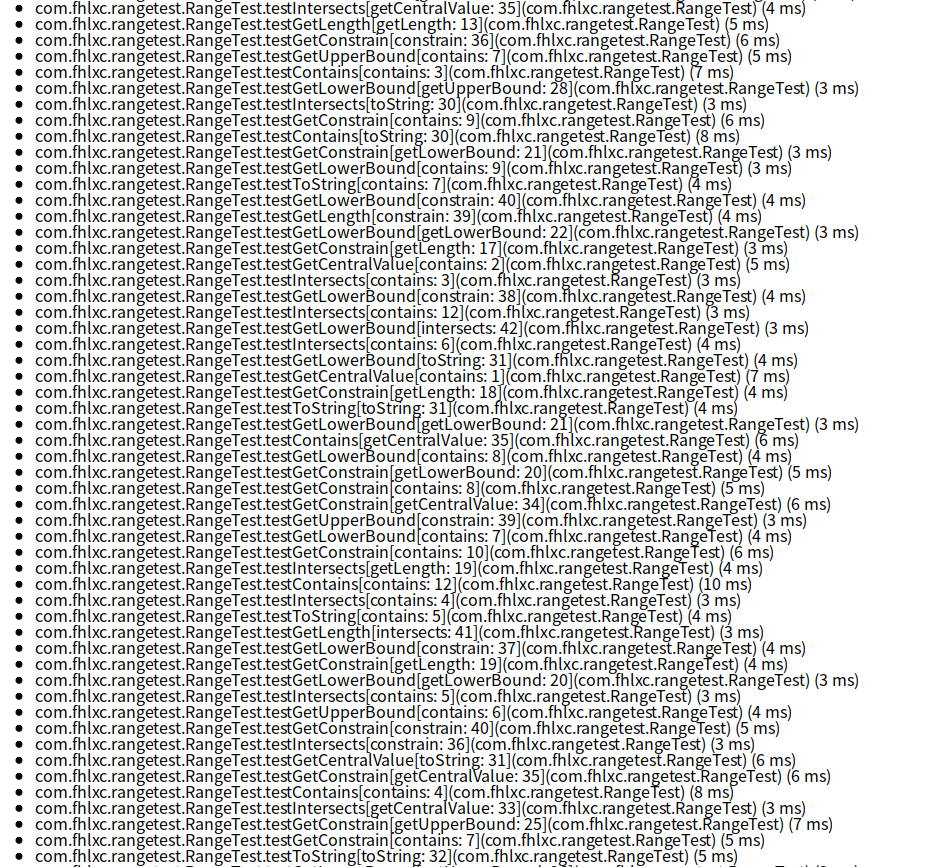 com.fhlxc.rangetest.RangeTest.testIntersects[getCentralValue: 35](com.fhlxc.rangetest.RangeTest) (4 ms)
com.fhlxc.rangetest.RangeTest.testGetLength[getLength: 13](com.fhlxc.rangetest.RangeTest) (5 ms)
com.fhlxc.rangetest.RangeTest.testGetConstrain[constrain: 36](com.fhlxc.rangetest.RangeTest) (6 ms)
com.fhlxc.rangetest.RangeTest.testGetUpperBound[contains: 7](com.fhlxc.rangetest.RangeTest) (5 ms)
com.fhlxc.rangetest.RangeTest.testContains[contains: 3](com.fhlxc.rangetest.RangeTest) (7 ms)
com.fhlxc.rangetest.RangeTest.testGetLowerBound[getUpperBound: 28](com.fhlxc.rangetest.RangeTest) (3 ms)
com.fhlxc.rangetest.RangeTest.testIntersects[toString: 30](com.fhlxc.rangetest.RangeTest) (3 ms)
com.fhlxc.rangetest.RangeTest.testGetConstrain[contains: 9](com.fhlxc.rangetest.RangeTest) (6 ms)
com.fhlxc.rangetest.RangeTest.testContains[toString: 30](com.fhlxc.rangetest.RangeTest) (8 ms)
com.fhlxc.rangetest.RangeTest.testGetConstrain[getLowerBound: 21](com.fhlxc.rangetest.RangeTest) (3 ms)
com.fhlxc.rangetest.RangeTest.testGetLowerBound[contains: 9](com.fhlxc.rangetest.RangeTest) (3 ms)
com.fhlxc.rangetest.RangeTest.testToString[contains: 7](com.fhlxc.rangetest.RangeTest) (4 ms)
com.fhlxc.rangetest.RangeTest.testGetLowerBound[constrain: 40](com.fhlxc.rangetest.RangeTest) (4 ms)
com.fhlxc.rangetest.RangeTest.testGetLength[constrain: 39](com.fhlxc.rangetest.RangeTest) (4 ms)
com.fhlxc.rangetest.RangeTest.testGetLowerBound[getLowerBound: 22](com.fhlxc.rangetest.RangeTest) (3 ms)
com.fhlxc.rangetest.RangeTest.testGetConstrain[getLength: 17](com.fhlxc.rangetest.RangeTest) (3 ms)
com.fhlxc.rangetest.RangeTest.testGetCentralValue[contains: 2](com.fhlxc.rangetest.RangeTest) (5 ms)
com.fhlxc.rangetest.RangeTest.testIntersects[contains: 3](com.fhlxc.rangetest.RangeTest) (3 ms)
com.fhlxc.rangetest.RangeTest.testGetLowerBound[constrain: 38](com.fhlxc.rangetest.RangeTest) (4 ms)
com.fhlxc.rangetest.RangeTest.testIntersects[contains: 12](com.fhlxc.rangetest.RangeTest) (3 ms)
com.fhlxc.rangetest.RangeTest.testGetLowerBound[intersects: 42](com.fhlxc.rangetest.RangeTest) (3 ms)
com.fhlxc.rangetest.RangeTest.testIntersects[contains: 6](com.fhlxc.rangetest.RangeTest) (4 ms)
com.fhlxc.rangetest.RangeTest.testGetLowerBound[toString: 31](com.fhlxc.rangetest.RangeTest) (4 ms)
com.fhlxc.rangetest.RangeTest.testGetCentralValue[contains: 1](com.fhlxc.rangetest.RangeTest) (7 ms)
com.fhlxc.rangetest.RangeTest.testGetConstrain[getLength: 18](com.fhlxc.rangetest.RangeTest) (4 ms)
com.fhlxc.rangetest.RangeTest.testToString[toString: 31](com.fhlxc.rangetest.RangeTest) (4 ms)
com.fhlxc.rangetest.RangeTest.testGetLowerBound[getLowerBound: 21](com.fhlxc.rangetest.RangeTest) (3 ms)
com.fhlxc.rangetest.RangeTest.testContains[getCentralValue: 35](com.fhlxc.rangetest.RangeTest) (6 ms)
com.fhlxc.rangetest.RangeTest.testGetLowerBound[contains: 8](com.fhlxc.rangetest.RangeTest) (4 ms)
com.fhlxc.rangetest.RangeTest.testGetConstrain[getLowerBound: 20](com.fhlxc.rangetest.RangeTest) (5 ms)
com.fhlxc.rangetest.RangeTest.testGetConstrain[contains: 8](com.fhlxc.rangetest.RangeTest) (5 ms)
com.fhlxc.rangetest.RangeTest.testGetConstrain[getCentralValue: 34](com.fhlxc.rangetest.RangeTest) (6 ms)
com.fhlxc.rangetest.RangeTest.testGetUpperBound[constrain: 39](com.fhlxc.rangetest.RangeTest) (3 ms)
com.fhlxc.rangetest.RangeTest.testGetLowerBound[contains: 7](com.fhlxc.rangetest.RangeTest) (4 ms)
com.fhlxc.rangetest.RangeTest.testGetConstrain[contains: 10](com.fhlxc.rangetest.RangeTest) (6 ms)
com.fhlxc.rangetest.RangeTest.testIntersects[getLength: 19](com.fhlxc.rangetest.RangeTest) (4 ms)
com.fhlxc.rangetest.RangeTest.testContains[contains: 12](com.fhlxc.rangetest.RangeTest) (10 ms)
com.fhlxc.rangetest.RangeTest.testIntersects[contains: 4](com.fhlxc.rangetest.RangeTest) (3 ms)
com.fhlxc.rangetest.RangeTest.testToString[contains: 5](com.fhlxc.rangetest.RangeTest) (4 ms)
com.fhlxc.rangetest.RangeTest.testGetLength[intersects: 41](com.fhlxc.rangetest.RangeTest) (3 ms)
com.fhlxc.rangetest.RangeTest.testGetLowerBound[constrain: 37](com.fhlxc.rangetest.RangeTest) (4 ms)
com.fhlxc.rangetest.RangeTest.testGetConstrain[getLength: 19](com.fhlxc.rangetest.RangeTest) (4 ms)
com.fhlxc.rangetest.RangeTest.testGetLowerBound[getLowerBound: 20](com.fhlxc.rangetest.RangeTest) (3 ms)
com.fhlxc.rangetest.RangeTest.testIntersects[contains: 5](com.fhlxc.rangetest.RangeTest) (3 ms)
com.fhlxc.rangetest.RangeTest.testGetUpperBound[contains: 6](com.fhlxc.rangetest.RangeTest) (4 ms)
com.fhlxc.rangetest.RangeTest.testGetConstrain[constrain: 40](com.fhlxc.rangetest.RangeTest) (5 ms)
com.fhlxc.rangetest.RangeTest.testIntersects[constrain: 36](com.fhlxc.rangetest.RangeTest) (3 ms)
com.fhlxc.rangetest.RangeTest.testGetCentralValue[toString: 31](com.fhlxc.rangetest.RangeTest) (6 ms)
com.fhlxc.rangetest.RangeTest.testGetConstrain[getCentralValue: 35](com.fhlxc.rangetest.RangeTest) (6 ms)
com.fhlxc.rangetest.RangeTest.testContains[contains: 4](com.fhlxc.rangetest.RangeTest) (8 ms)
com.fhlxc.rangetest.RangeTest.testIntersects[getCentralValue: 33](com.fhlxc.rangetest.RangeTest) (3 ms)
com.fhlxc.rangetest.RangeTest.testGetConstrain[getUpperBound: 25](com.fhlxc.rangetest.RangeTest) (7 ms)
com.fhlxc.rangetest.RangeTest.testGetConstrain[contains: 7](com.fhlxc.rangetest.RangeTest) (5 ms)
com.fhlxc.rangetest.RangeTest.testToString[toString: 32](com.fhlxc.rangetest.RangeTest) (5 ms)